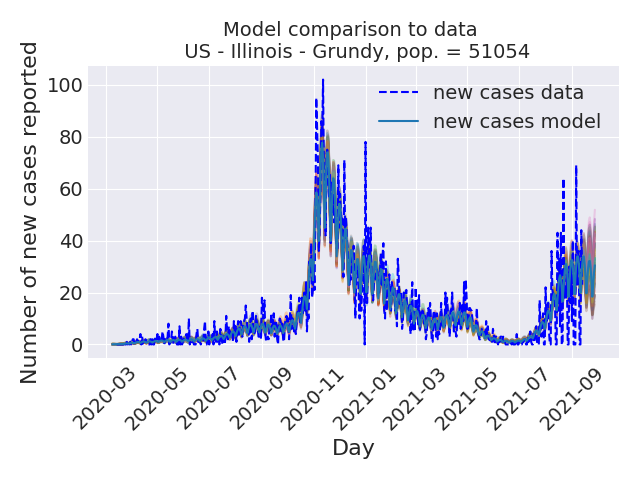 Model comparison to data
US - Illinois - Grundy, pop. = 51054
Number of new cases reported
100
80
60
40
20
0
new cases data
new cases model
2020-03
2020-05
2020-07
2020-09
2020-11
2021-01
2021-03
2021-05
2021-07
2021-09
Day